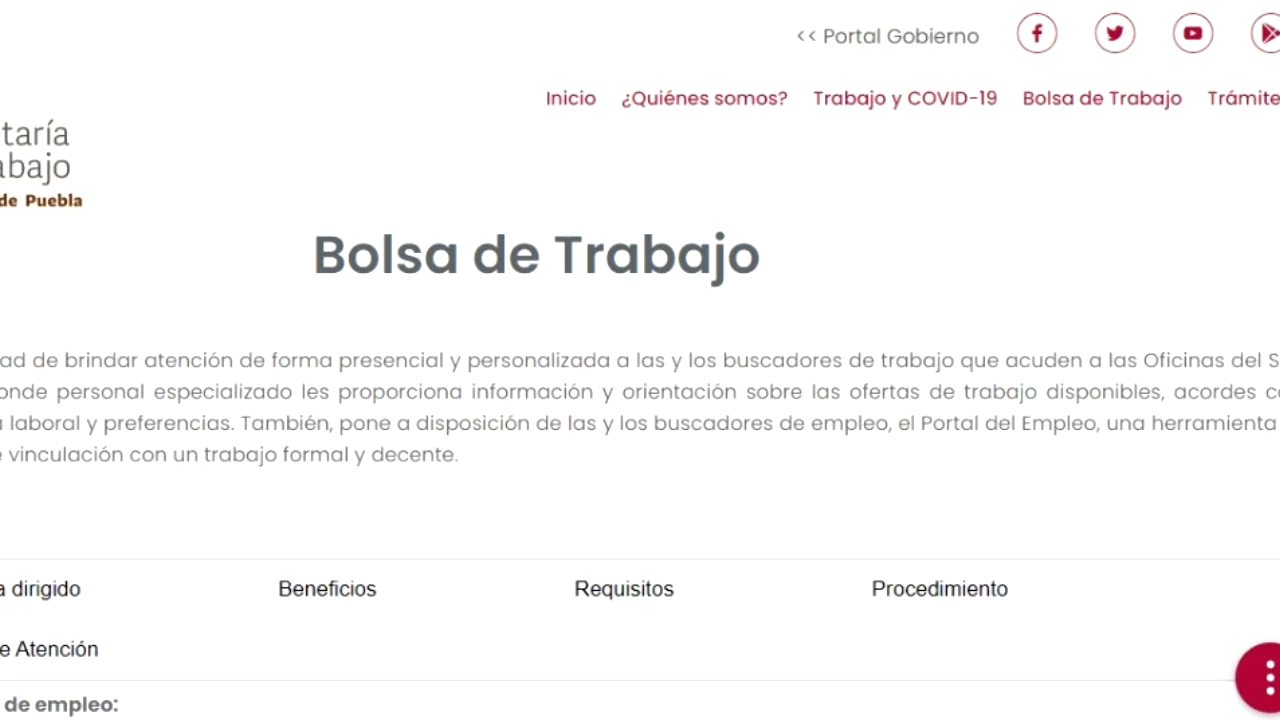 << Portal Gobierno
Inicio ¿Quiénes somos? Trabajo y COVID-19 Bolsa de Trabajo Trámite
taría
abajo
de Puebla
Bolsa de Trabajo
ad de brindar atención de forma presencial y personalizada a las y los buscadores de trabajo que acuden a las Oficinas del S
onde personal especializado les proporciona información y orientación sobre las ofertas de trabajo disponibles, acordes c
laboral y preferencias. También, pone a disposición de las y los buscadores de empleo, el Portal del Empleo, una herramienta
vinculación con un trabajo formal y decente.
a dirigido Beneficios Requisitos Procedimiento
e Atención
de empleo: